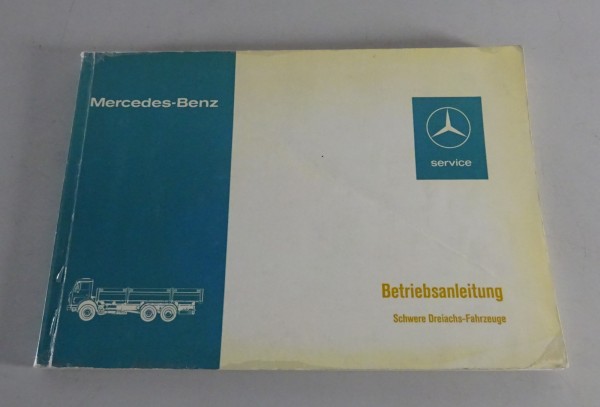 Mercedes-Benz
service
Betriebsanleitung
Schwere Dreiachs-Fahrzeuge